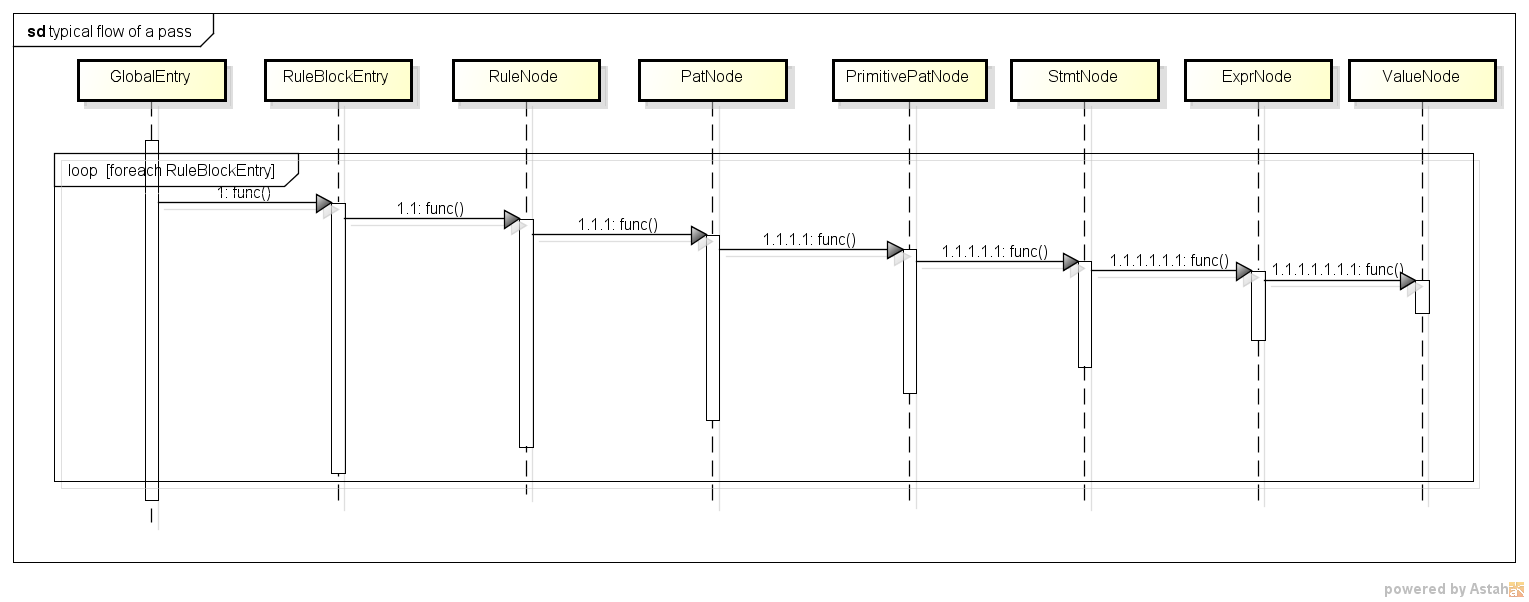 sd typical flow of a pass
GlobalEntry
RuleBlockEntry
RuleNode
PatNode
PrimitivePatNode
StmtNode
ExprNode
ValueNode
loop [foreach RuleBlockEntry]
1: func()
1.1: func()
1.1.1: func()
1.1.1.1: func()
1.1.1.1.1: func()
1.1.1.1.1.1: func()
1.1.1.1.1.1.1: func()
powered by Astah